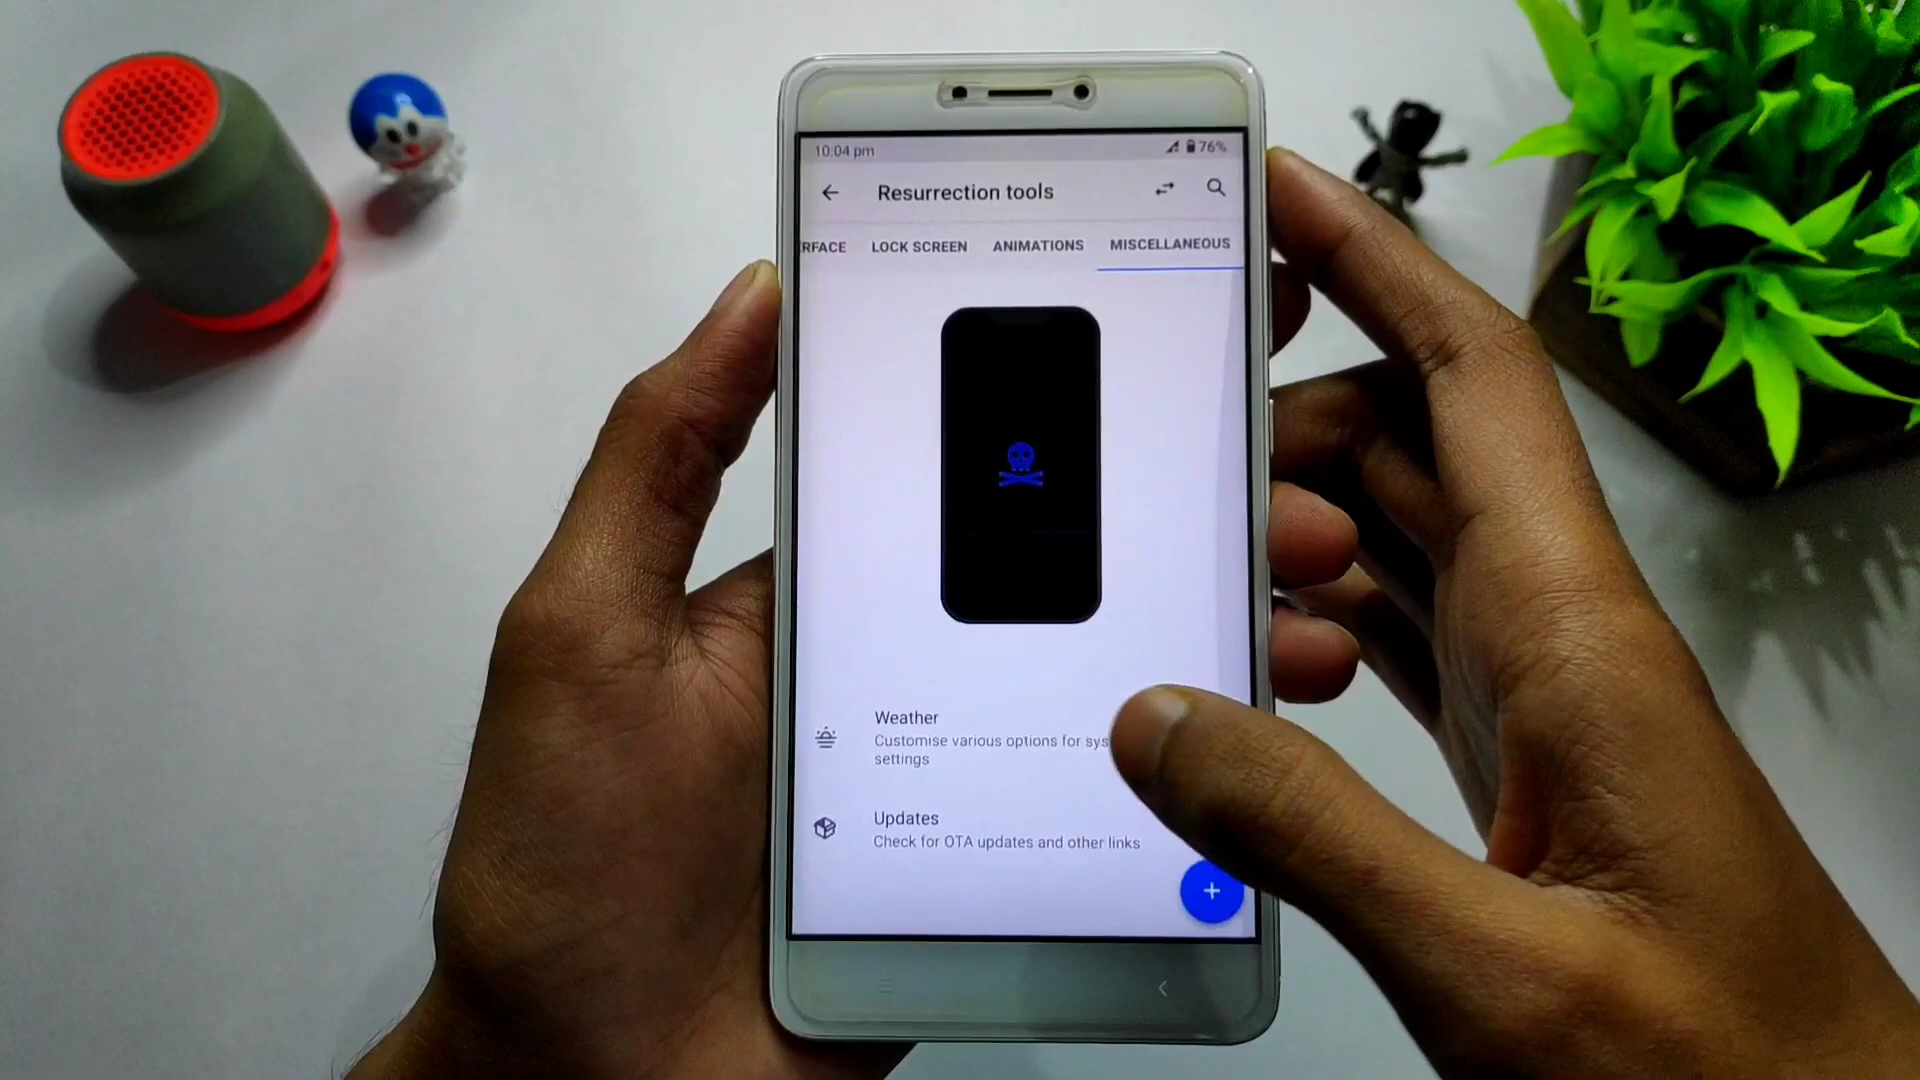 10:04 pm
76%
Resurrection tools
RFACE
LOCK SCREEN
ANIMATIONS
MISCELLANEOUS
Weather
Customise various options for sys
settings
Updates
Check for OTA updates and other links